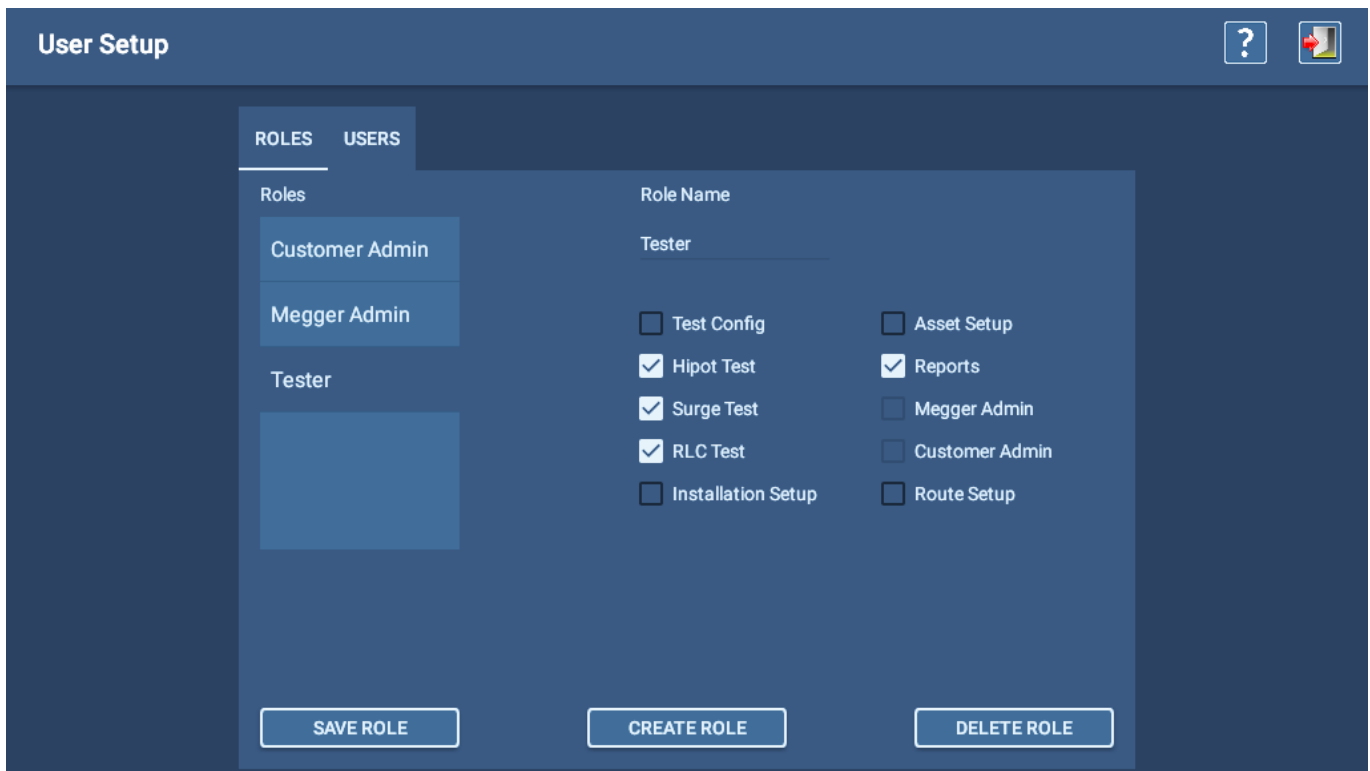 User Setup
?
ROLES USERS
Roles
Customer Admin
Megger Admin
Tester
Role Name
Tester
Test Config
Hipot Test
Surge Test
RLC Test
Installation Setup
Asset Setup
Reports
Megger Admin
Customer Admin
Route Setup
SAVE ROLE CREATE ROLE DELETE ROLE